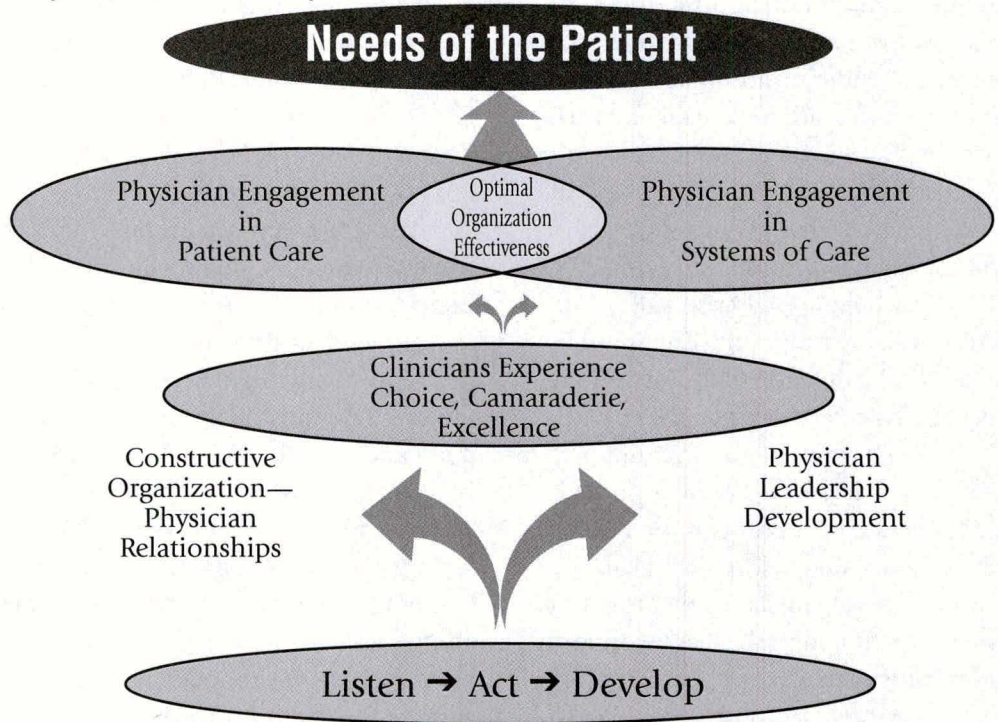 Needs of the Patient
Physician Engagement
in
Patient Care
Optimal
Organization
Effectiveness
Physician Engagement
in
Systems of Care
Clinicians Experience
Choice, Camaraderie,
Excellence
Constructive
Organization—
Physician
Relationships
Physician
Leadership
Development
Listen ➔ Act ➔ Develop